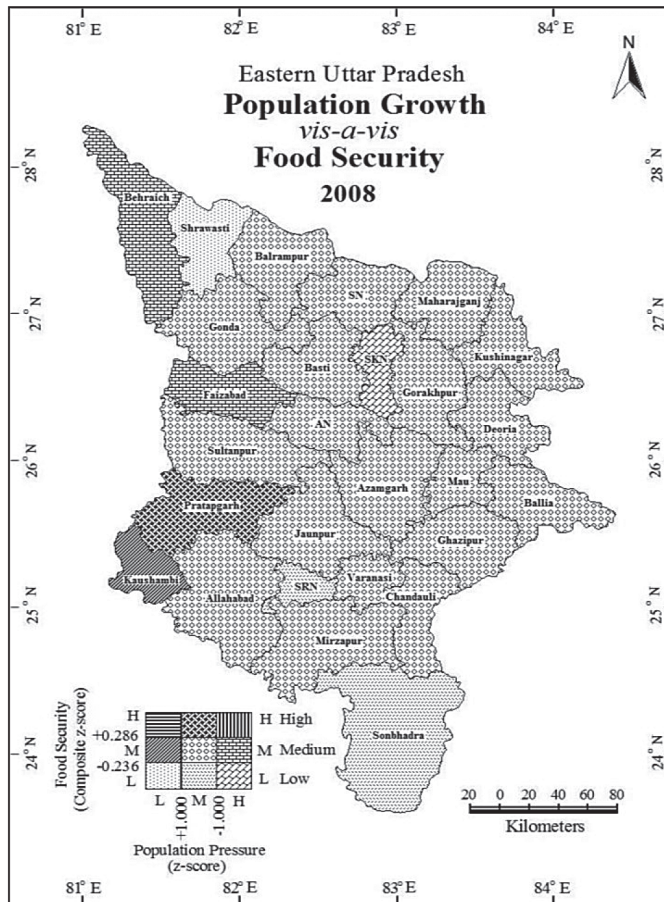 81° E 82° E 83° E 84° E
N
Eastern Uttar Pradesh
Population Growth
vis-a-vis
Food Security
2008
28° N
28° N
27° N
27° N
26° N
26° N
25° N
25° N
24° N
24° N
Behraich
Shrawasti
Balrampur
SN
Maharajganj
Gonda
Basti
SKN
Kushinagar
Gorakhpur
Faizabad
AN
Deoria
Sultanpur
Azamgarh
Mau
Ballia
Pratapgarh
Jaunpur
Ghazipur
Kaushambi
Allahabad
SRN
Varanasi
Chandauli
Mirzapur
Sonbhadra
Food Security
(Composite z-score)
H
+0.286
M
-0.236
L
H High
M Medium
L Low
L M H
+1.000 -1.000
Population Pressure
(z-score)
20 0 20 40 60 80
Kilometers
81° E 82° E 83° E 84° E